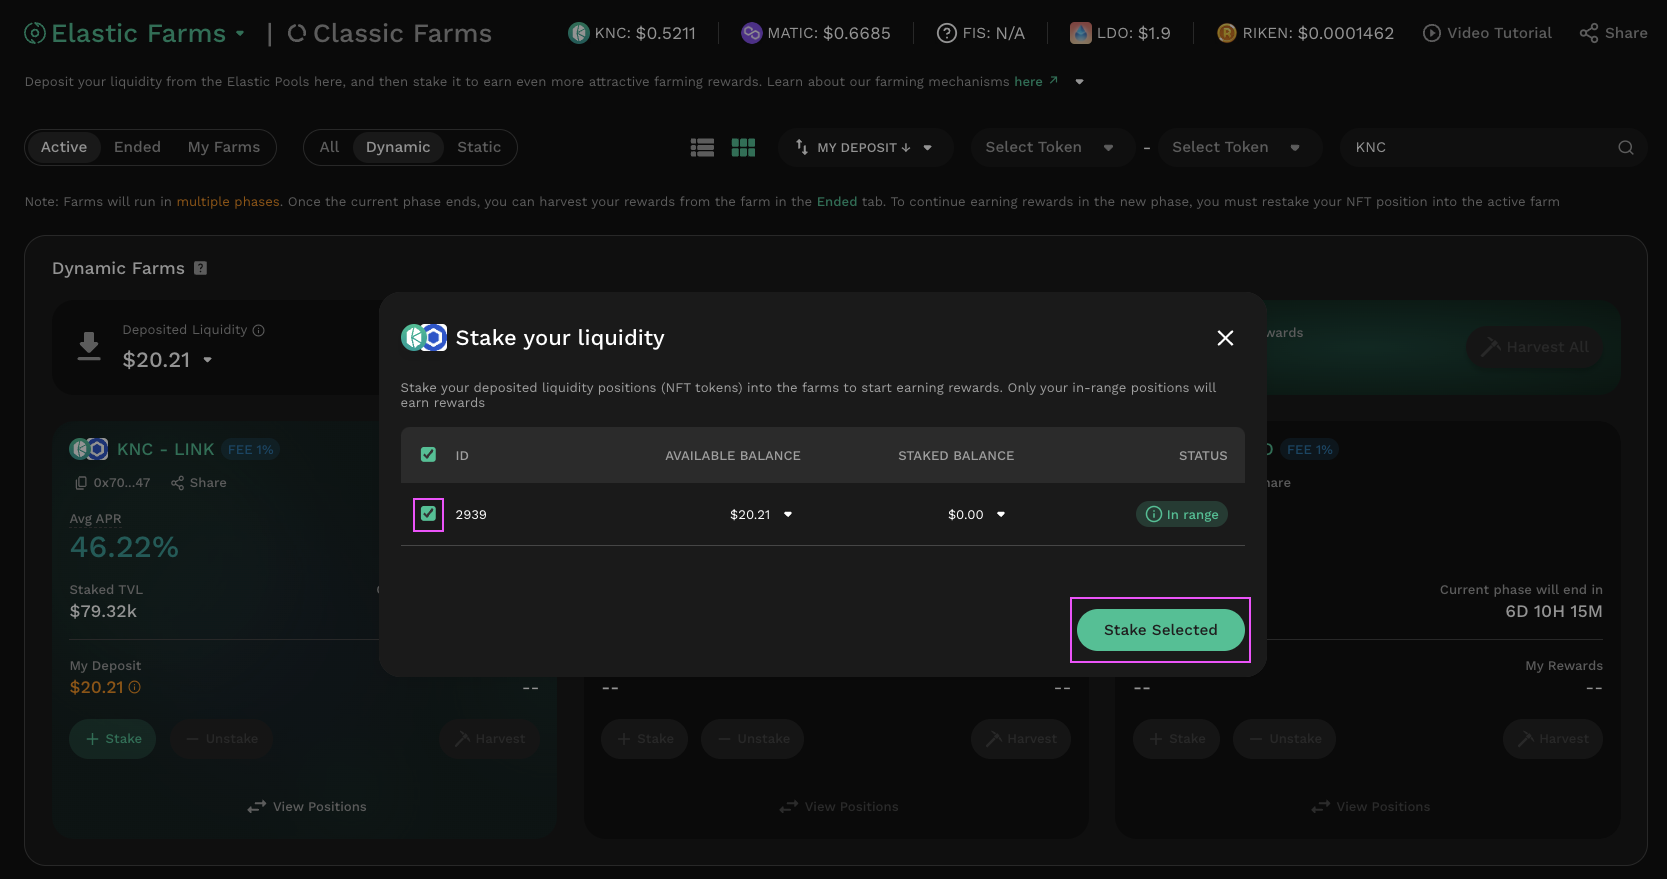 Elastic Farms | Classic Farms KNC: $0.5211 MATIC: $0.6685 FIS: N/A LDO: $1.9 RIKEN: $0.0001462 Video Tutorial Share
Deposit your liquidity from the Elastic Pools here, and then stake it to earn even more attractive farming rewards. Learn about our farming mechanisms here ↗
Active Ended My Farms All Dynamic Static MY DEPOSIT ↓ Select Token - Select Token KNC
Note: Farms will run in multiple phases. Once the current phase ends, you can harvest your rewards from the farm in the Ended tab. To continue earning rewards in the new phase, you must restake your NFT position into the active farm
Dynamic Farms ?
Deposited Liquidity
$20.21
Harvest All
Stake your liquidity
Stake your deposited liquidity positions (NFT tokens) into the farms to start earning rewards. Only your in-range positions will
earn rewards
ID AVAILABLE BALANCE STAKED BALANCE STATUS
2939 $20.21 $0.00 In range
Stake Selected
KNC - LINK FEE 1%
0x70...47 Share
Avg APR
46.22%
Staked TVL
$79.32k
My Deposit
$20.21 --
+ Stake - Unstake Harvest
View Positions
-- --
+ Stake - Unstake Harvest
View Positions
FEE 1%
Current phase will end in
6D 10H 15M
My Rewards
-- --
+ Stake - Unstake Harvest
View Positions